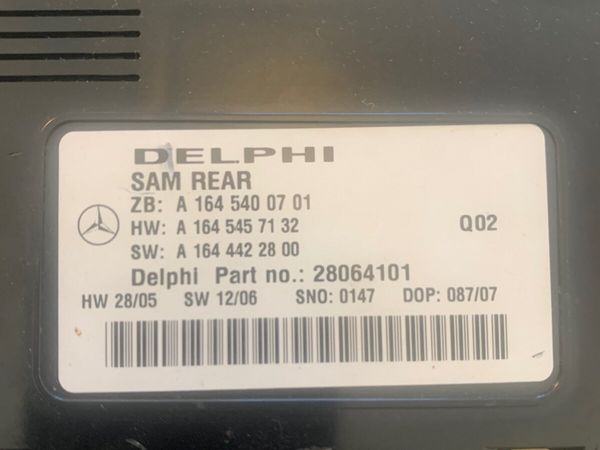 DELPHI
SAM REAR
ZB: A 164 540 07 01
HW: A 164 545 71 32 Q02
SW: A 164 442 28 00
Delphi Part no.: 28064101
HW 28/05 SW 12/06 SNO: 0147 DOP: 087/07